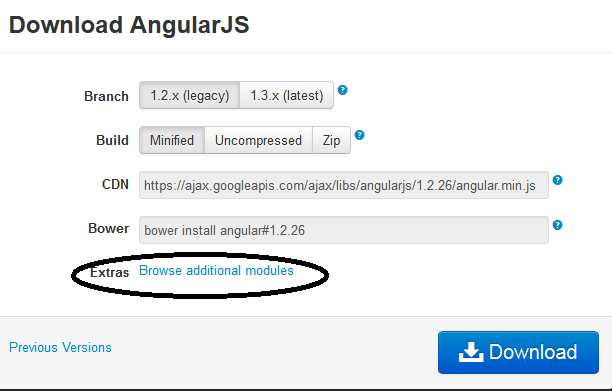 Download AngularJS
Branch 1.2.x (legacy) 1.3.x (latest) ?
Build Minified Uncompressed Zip ?
CDN https://ajax.googleapis.com/ajax/libs/angularjs/1.2.26/angular.min.js ?
Bower bower install angular#1.2.26 ?
Extras Browse additional modules
Previous Versions Download